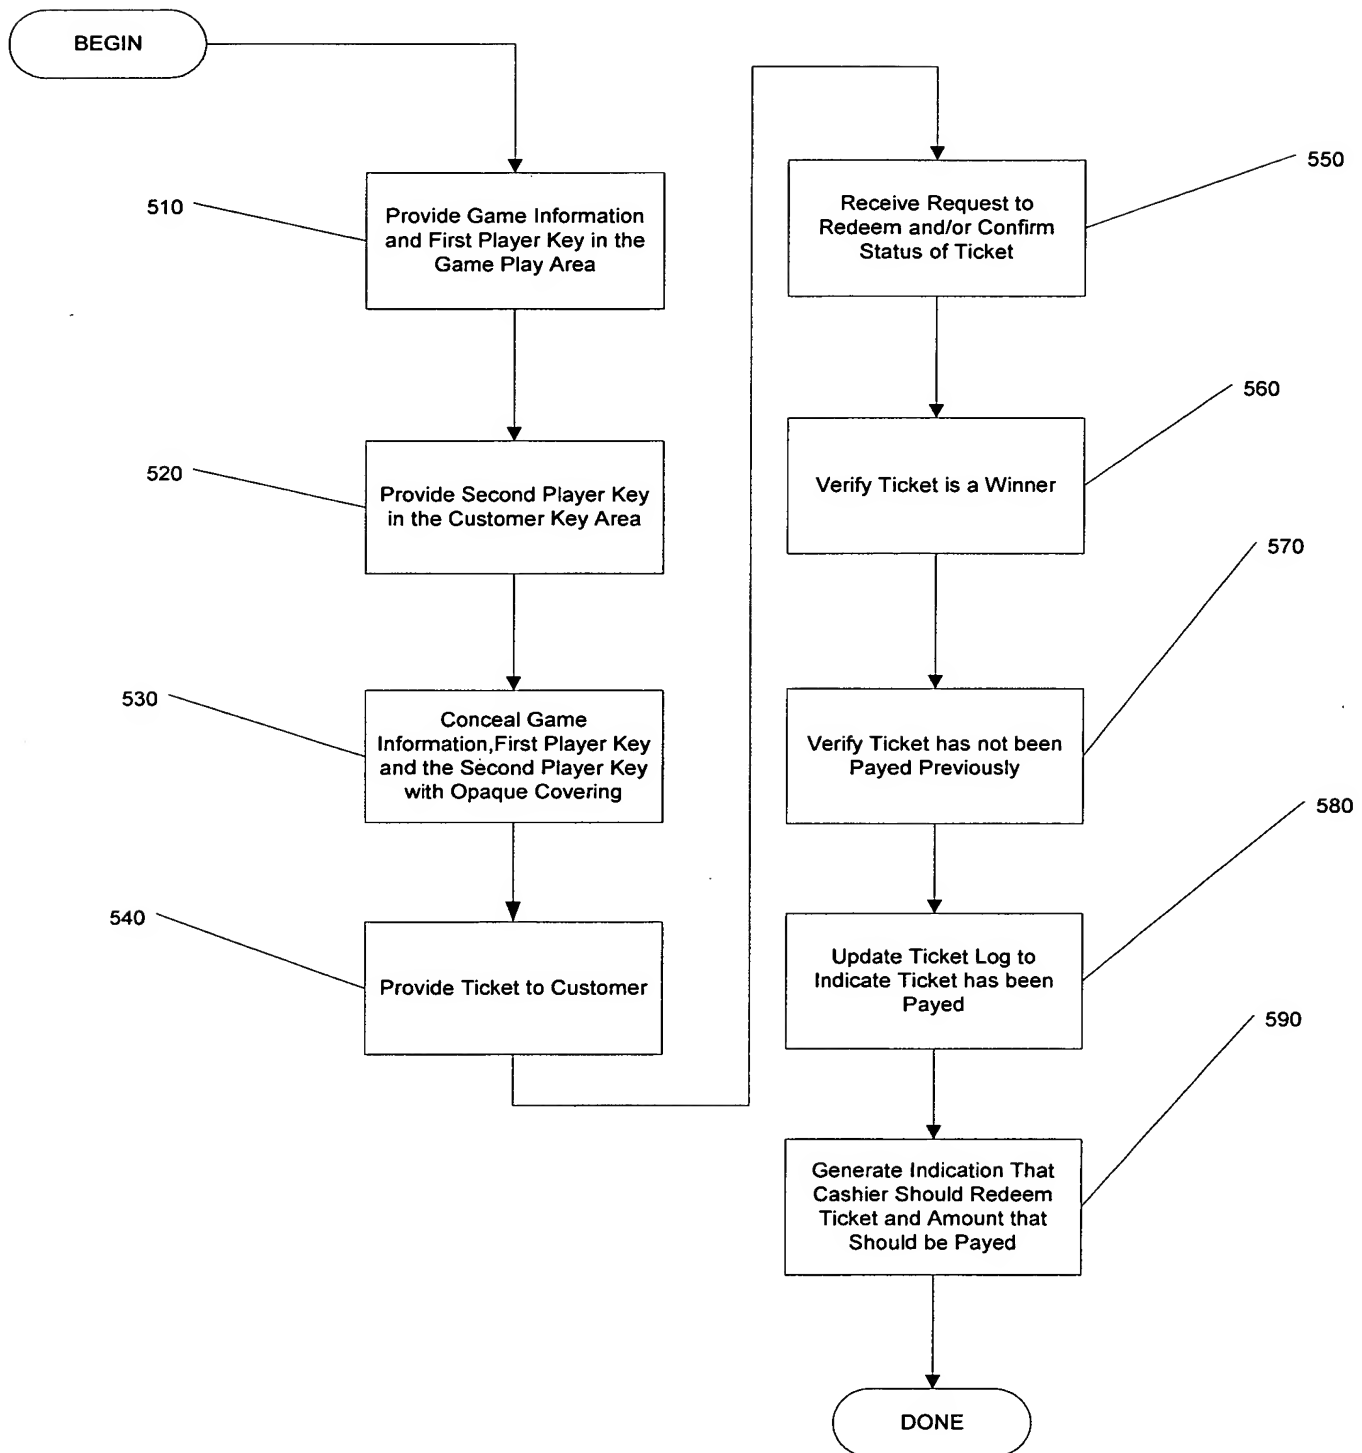 BEGIN
510
Provide Game Information
and First Player Key in the
Game Play Area
520
Provide Second Player Key
in the Customer Key Area
530
Conceal Game
Information,First Player Key
and the Second Player Key
with Opaque Covering
540
Provide Ticket to Customer
550
Receive Request to
Redeem and/or Confirm
Status of Ticket
560
Verify Ticket is a Winner
570
Verify Ticket has not been
Payed Previously
580
Update Ticket Log to
Indicate Ticket has been
Payed
590
Generate Indication That
Cashier Should Redeem
Ticket and Amount that
Should be Payed
DONE